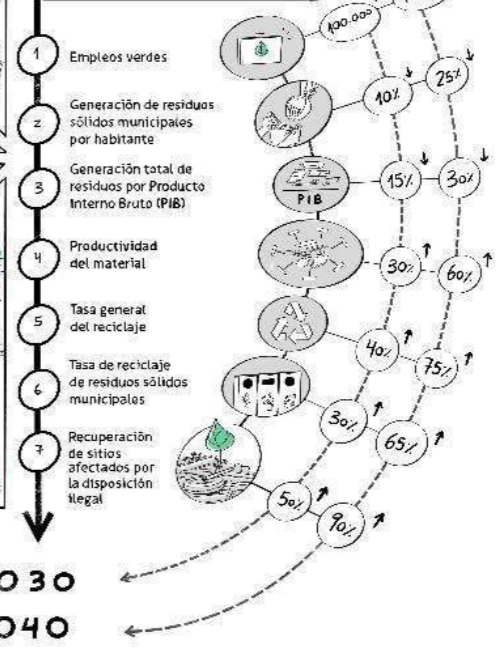 1
Empleos verdes
100.000
2
Generación de residuos
sólidos municipales
por habitante
10%
25%
3
Generación total de
residuos por Producto
Interno Bruto (PIB)
PIB
15%
30%
4
Productividad
del material
30%
60%
5
Tasa general
del reciclaje
40%
75%
6
Tasa de reciclaje
de residuos sólidos
municipales
30%
65%
7
Recuperación
de sitios
afectados por
la disposición
ilegal
50%
90%
030
040